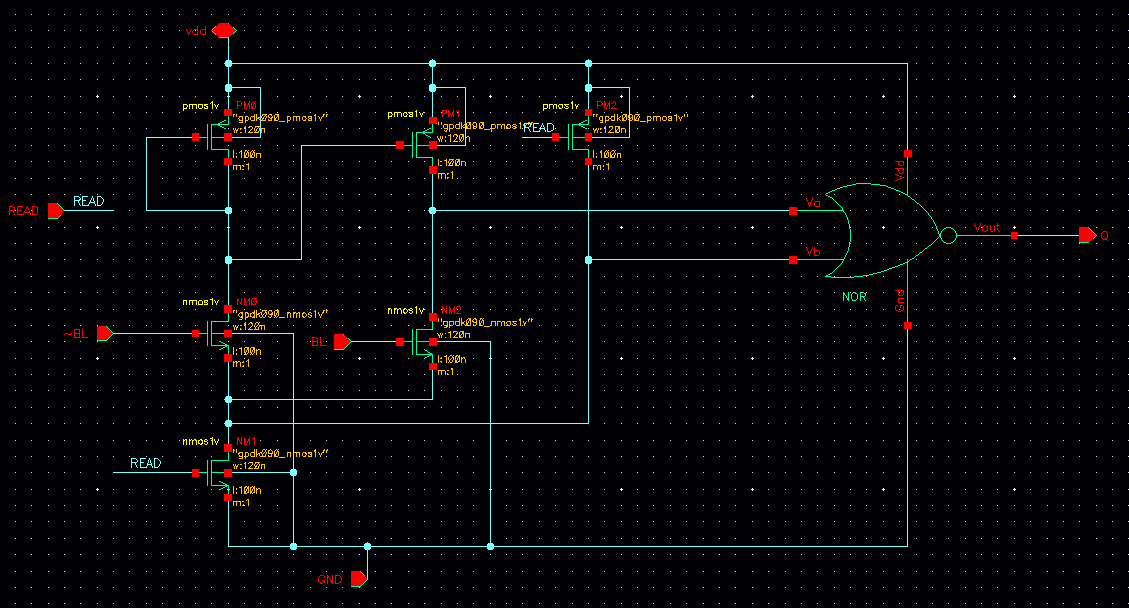 vdd
pmos1v PM0
"gpdk090_pmos1v"
w:120n
l:100n
m:1
pmos1v PM1
"gpdk090_pmos1v"
w:120n
l:100n
m:1
pmos1v PM2
"gpdk090_pmos1v"
READ
w:120n
l:100n
m:1
READ READ
Vdd
Va
Vb
Vout
Q
NOR
Gnd
nmos1v NM0
"gpdk090_nmos1v"
~BL
w:120n
l:100n
m:1
nmos1v NM2
"gpdk090_nmos1v"
BL
w:120n
l:100n
m:1
nmos1v NM1
"gpdk090_nmos1v"
READ
w:120n
l:100n
m:1
GND